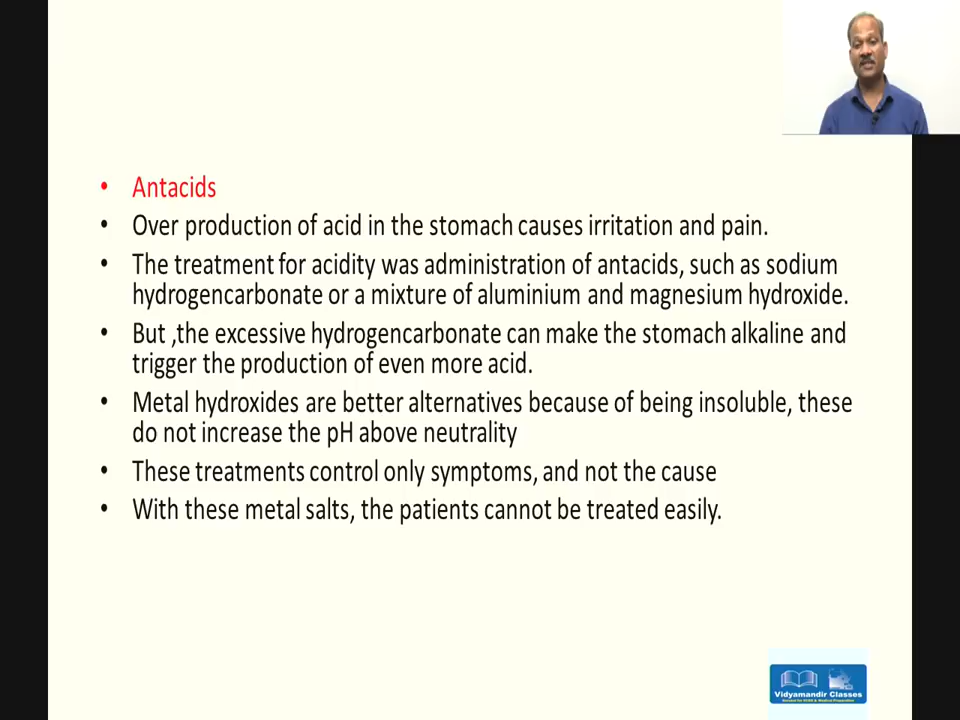 • Antacids
• Over production of acid in the stomach causes irritation and pain.
• The treatment for acidity was administration of antacids, such as sodium
hydrogencarbonate or a mixture of aluminium and magnesium hydroxide.
• But ,the excessive hydrogencarbonate can make the stomach alkaline and
trigger the production of even more acid.
• Metal hydroxides are better alternatives because of being insoluble, these
do not increase the pH above neutrality
• These treatments control only symptoms, and not the cause
• With these metal salts, the patients cannot be treated easily.
Vidyamandir Classes